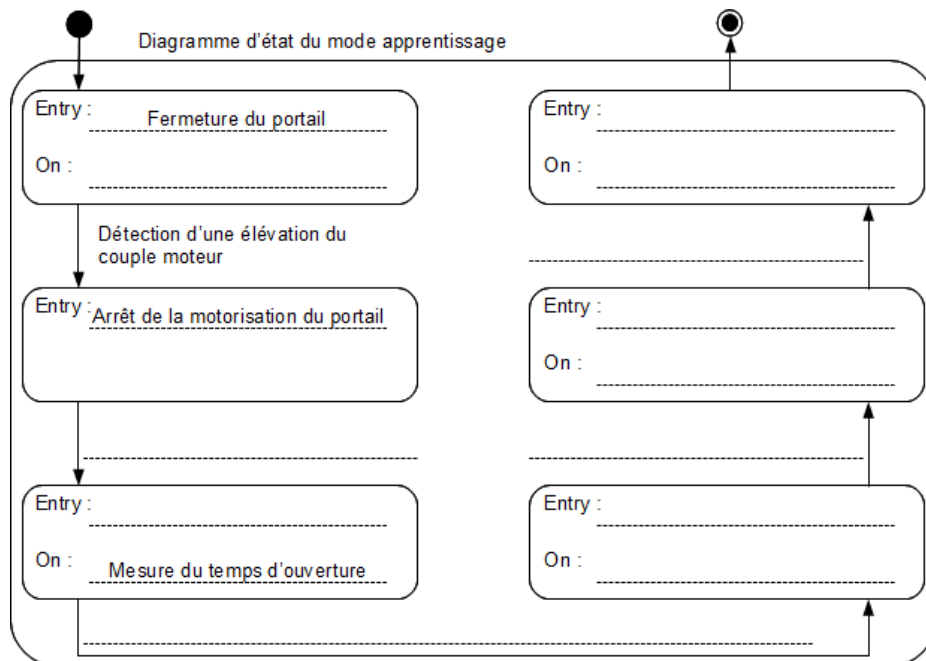 Diagramme d'état du mode apprentissage
Entry : Fermeture du portail
On :
Détection d'une élévation du
couple moteur
Entry : Arrêt de la motorisation du portail
Entry :
On : Mesure du temps d'ouverture
Entry :
On :
Entry :
On :
Entry :
On :